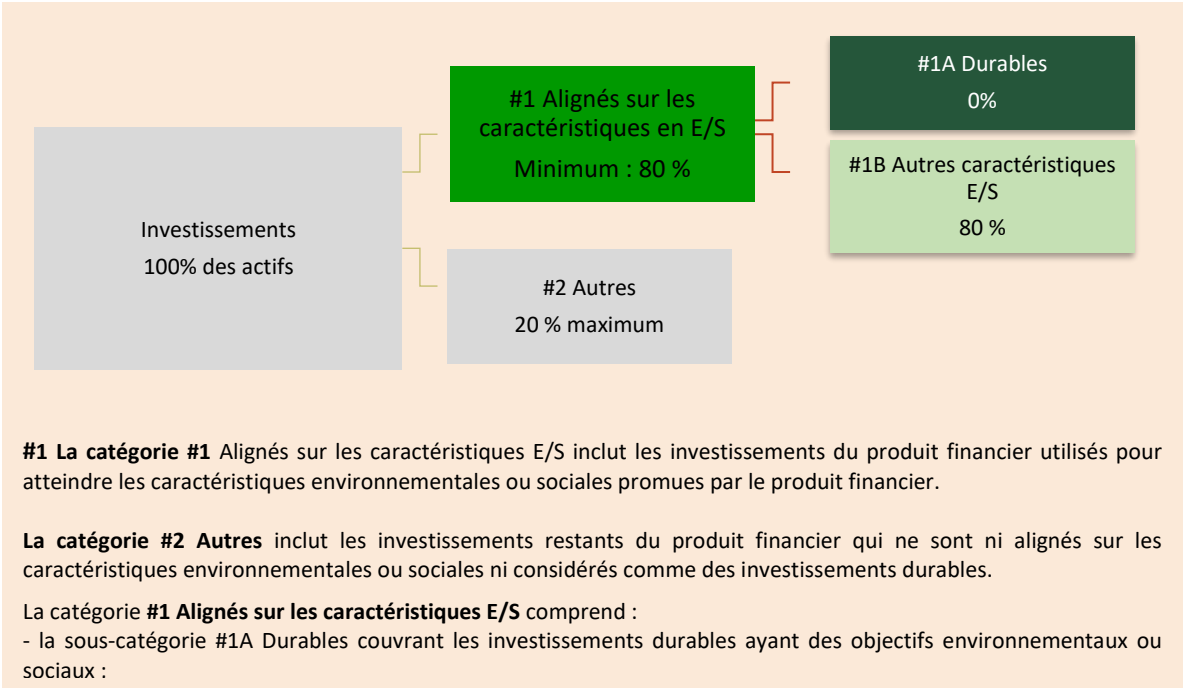 Investissements
100% des actifs
#1 Alignés sur les
caractéristiques en E/S
Minimum : 80 %
#2 Autres
20 % maximum
#1A Durables
0%
#1B Autres caractéristiques
E/S
80 %
#1 La catégorie #1 Alignés sur les caractéristiques E/S inclut les investissements du produit financier utilisés pour
atteindre les caractéristiques environnementales ou sociales promues par le produit financier.
La catégorie #2 Autres inclut les investissements restants du produit financier qui ne sont ni alignés sur les
caractéristiques environnementales ou sociales ni considérés comme des investissements durables.
La catégorie #1 Alignés sur les caractéristiques E/S comprend :
- la sous-catégorie #1A Durables couvrant les investissements durables ayant des objectifs environnementaux ou
sociaux :